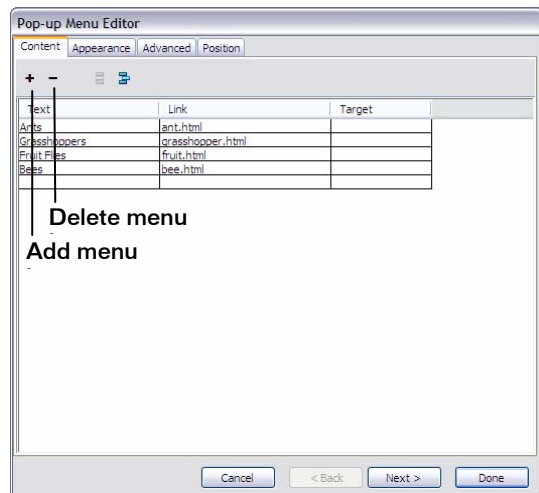 Pop-up Menu Editor
Content Appearance Advanced Position
+ −
Text Link Target
Ants ant.html
Grasshoppers grasshopper.html
Fruit Flies fruit.html
Bees bee.html
Delete menu
Add menu
Cancel < Back Next > Done